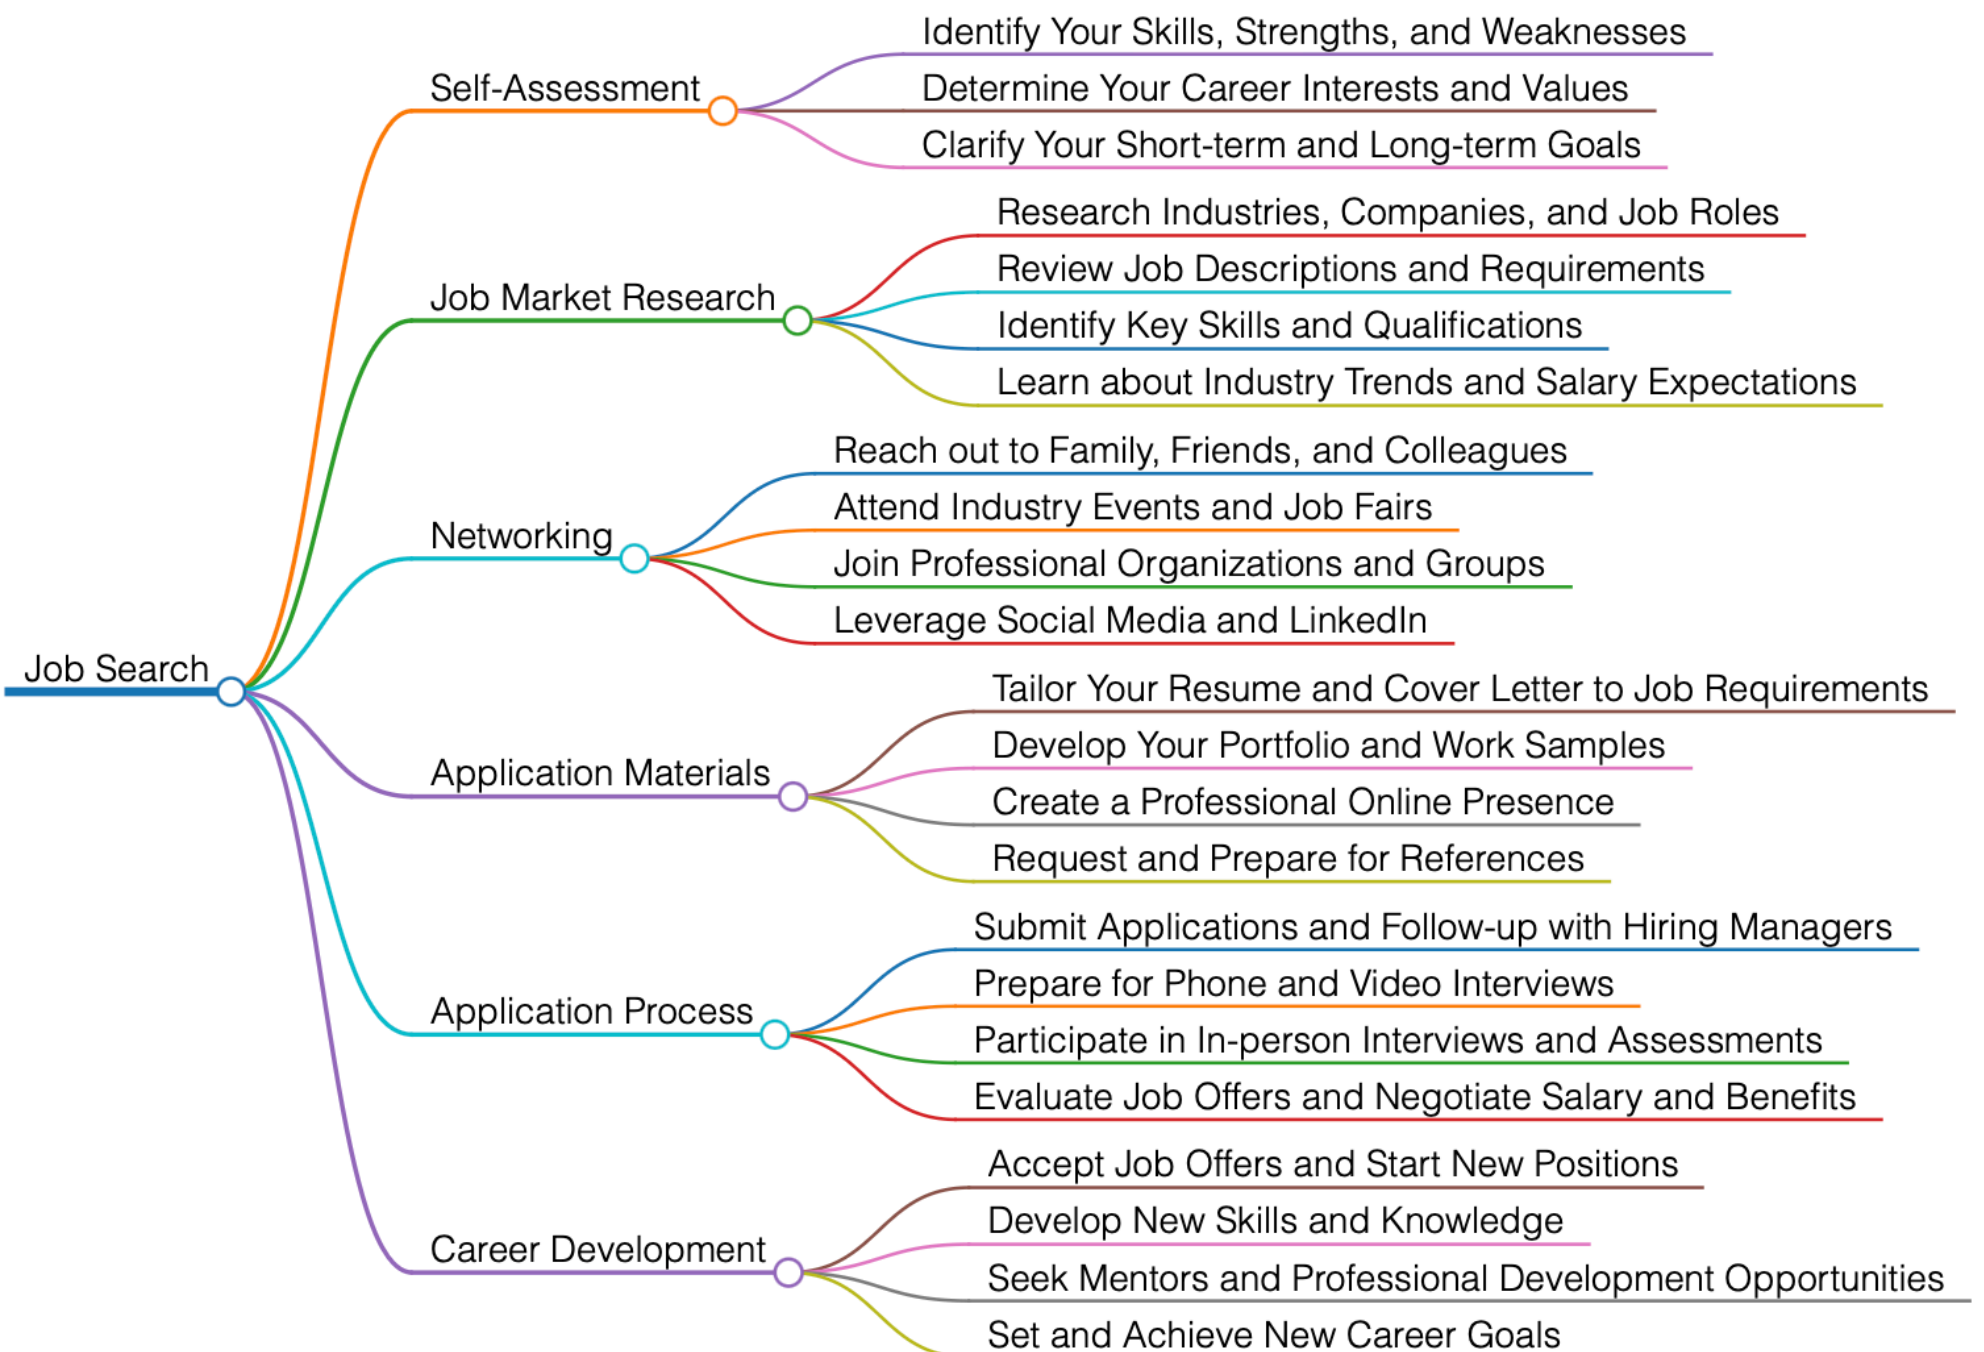 Job Search
Self-Assessment
Identify Your Skills, Strengths, and Weaknesses
Determine Your Career Interests and Values
Clarify Your Short-term and Long-term Goals
Job Market Research
Research Industries, Companies, and Job Roles
Review Job Descriptions and Requirements
Identify Key Skills and Qualifications
Learn about Industry Trends and Salary Expectations
Networking
Reach out to Family, Friends, and Colleagues
Attend Industry Events and Job Fairs
Join Professional Organizations and Groups
Leverage Social Media and LinkedIn
Application Materials
Tailor Your Resume and Cover Letter to Job Requirements
Develop Your Portfolio and Work Samples
Create a Professional Online Presence
Request and Prepare for References
Application Process
Submit Applications and Follow-up with Hiring Managers
Prepare for Phone and Video Interviews
Participate in In-person Interviews and Assessments
Evaluate Job Offers and Negotiate Salary and Benefits
Career Development
Accept Job Offers and Start New Positions
Develop New Skills and Knowledge
Seek Mentors and Professional Development Opportunities
Set and Achieve New Career Goals